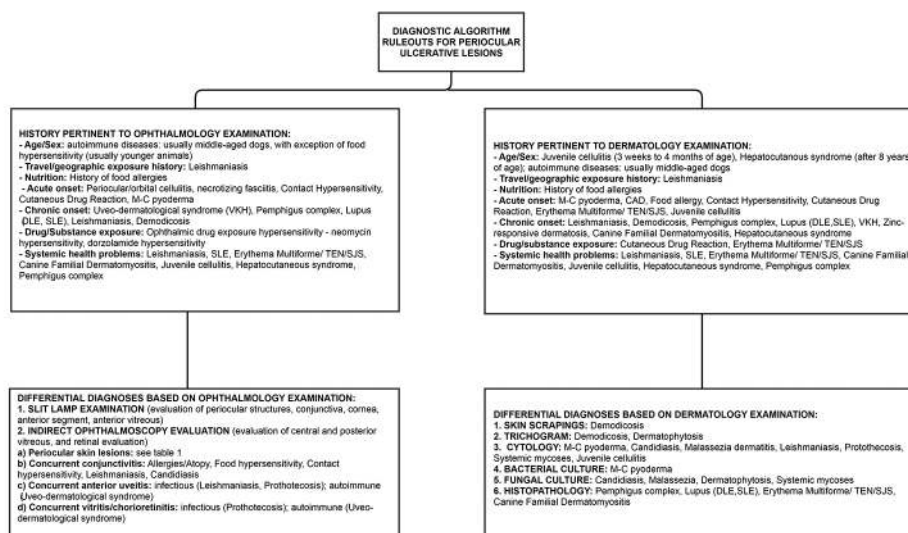 DIAGNOSTIC ALGORITHM
RULEOUTS FOR PERIOCULAR
ULCERATIVE LESIONS
HISTORY PERTINENT TO OPHTHALMOLOGY EXAMINATION:
- Age/Sex: autoimmune diseases: usually middle-aged dogs, with exception of food
hypersensitivity (usually younger animals)
- Travel/geographic exposure history: Leishmaniasis
- Nutrition: History of food allergies
- Acute onset: Periocular/orbital cellulitis, necrotizing fasciitis, Contact Hypersensitivity,
Cutaneous Drug Reaction, M-C pyoderma
- Chronic onset: Uveo-dermatological syndrome (VKH), Pemphigus complex, Lupus
(DLE, SLE), Leishmaniasis, Demodicosis
- Drug/Substance exposure: Ophthalmic drug exposure hypersensitivity - neomycin
hypersensitivity, dorzolamide hypersensitivity
- Systemic health problems: Leishmaniasis, SLE, Erythema Multiforme/ TEN/SJS,
Canine Familial Dermatomyositis, Juvenile cellulitis, Hepatocutaneous syndrome,
Pemphigus complex
HISTORY PERTINENT TO DERMATOLOGY EXAMINATION:
- Age/Sex: Juvenile cellulitis (3 weeks to 4 months of age), Hepatocutanous syndrome (after 8 years
of age); autoimmune diseases: usually middle-aged dogs
- Travel/geographic exposure history: Leishmaniasis
- Nutrition: History of food allergies
- Acute onset: M-C pyoderma, CAD, Food allergy, Contact Hypersensitivity, Cutaneous Drug
Reaction, Erythema Multiforme/ TEN/SJS, Juvenile cellulitis
- Chronic onset: Leishmaniasis, Demodicosis, Pemphigus complex, Lupus (DLE,SLE), VKH, Zinc-
responsive dermatosis, Canine Familial Dermatomyositis, Hepatocutaneous syndrome
- Drug/substance exposure: Cutaneous Drug Reaction, Erythema Multiforme/ TEN/SJS
- Systemic health problems: Leishmaniasis, SLE, Erythema Multiforme/ TEN/SJS, Canine Familial
Dermatomyositis, Juvenile cellulitis, Hepatocutaneous syndrome, Pemphigus complex
DIFFERENTIAL DIAGNOSES BASED ON OPHTHALMOLOGY EXAMINATION:
1. SLIT LAMP EXAMINATION (evaluation of periocular structures, conjunctiva, cornea,
anterior segment, anterior vitreous)
2. INDIRECT OPHTHALMOSCOPY EVALUATION (evaluation of central and posterior
vitreous, and retinal evaluation)
a) Periocular skin lesions: see table 1
b) Concurrent conjunctivitis: Allergies/Atopy, Food hypersensitivity, Contact
hypersensitivity, Leishmaniasis, Candidiasis
c) Concurrent anterior uveitis: infectious (Leishmaniasis, Prothotecosis); autoimmune
(Uveo-dermatological syndrome)
d) Concurrent vitritis/chorioretinitis: infectious (Prothotecosis); autoimmune (Uveo-
dermatological syndrome)
DIFFERENTIAL DIAGNOSES BASED ON DERMATOLOGY EXAMINATION:
1. SKIN SCRAPINGS: Demodicosis
2. TRICHOGRAM: Demodicosis, Dermatophytosis
3. CYTOLOGY: M-C pyoderma, Candidiasis, Malassezia dermatitis, Leishmaniasis, Protothecosis,
Systemic mycoses, Juvenile cellulitis
4. BACTERIAL CULTURE: M-C pyoderma
5. FUNGAL CULTURE: Candidiasis, Malassezia, Dermatophytosis, Systemic mycoses
6. HISTOPATHOLOGY: Pemphigus complex, Lupus (DLE,SLE), Erythema Multiforme/ TEN/SJS,
Canine Familial Dermatomyositis